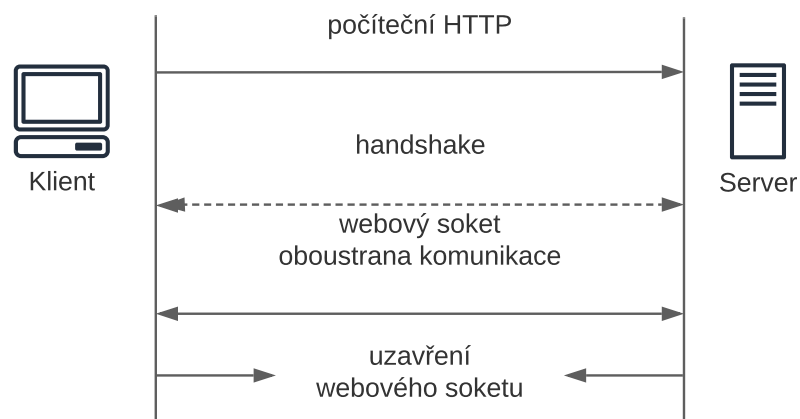 počíteční HTTP
handshake
Klient
Server
webový soket
oboustrana komunikace
uzavření
webového soketu